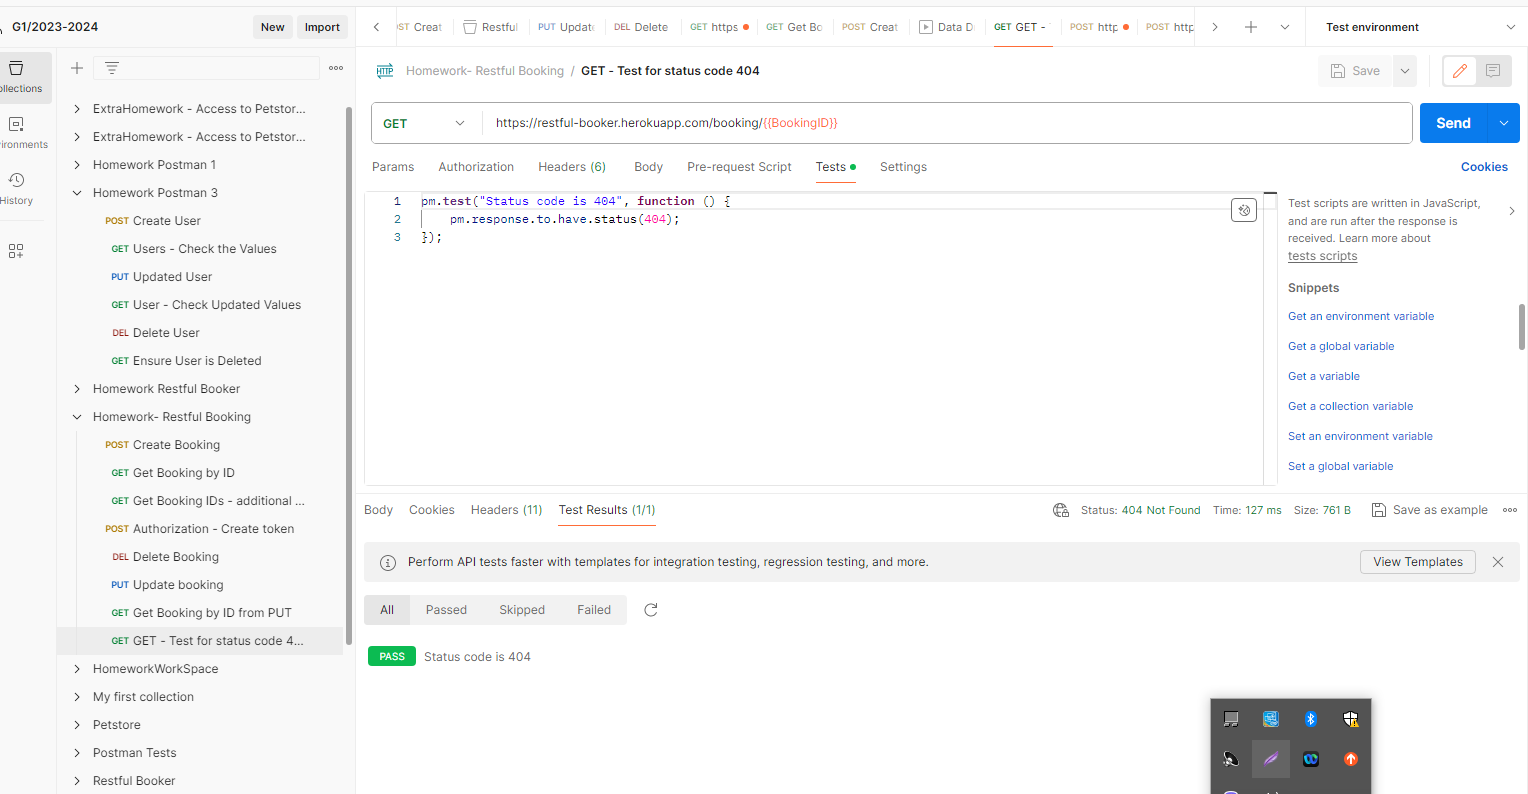 G1/2023-2024
New
Import
Creat
Restful
PUT Update
DEL Delete
GET https
GET Get Bo
POST Creat
Data D
GET GET -
POST http
POST http
Test environment
ollections
ironments
History
ExtraHomework - Access to Petstor...
ExtraHomework - Access to Petstor...
Homework Postman 1
Homework Postman 3
POST Create User
GET Users - Check the Values
PUT Updated User
GET User - Check Updated Values
DEL Delete User
GET Ensure User is Deleted
Homework Restful Booker
Homework- Restful Booking
POST Create Booking
GET Get Booking by ID
GET Get Booking IDs - additional ...
POST Authorization - Create token
DEL Delete Booking
PUT Update booking
GET Get Booking by ID from PUT
GET GET - Test for status code 4...
HomeworkWorkSpace
My first collection
Petstore
Postman Tests
Restful Booker
HTTP Homework- Restful Booking / GET - Test for status code 404
Save
GET https://restful-booker.herokuapp.com/booking/{{BookingID}}
Send
Params Authorization Headers (6) Body Pre-request Script Tests Settings
Cookies
1 pm.test("Status code is 404", function () {
2 pm.response.to.have.status(404);
3 });
Test scripts are written in JavaScript,
and are run after the response is
received. Learn more about
tests scripts
Snippets
Get an environment variable
Get a global variable
Get a variable
Get a collection variable
Set an environment variable
Set a global variable
Body Cookies Headers (11) Test Results (1/1)
Status: 404 Not Found Time: 127 ms Size: 761 B
Save as example
Perform API tests faster with templates for integration testing, regression testing, and more.
View Templates
All Passed Skipped Failed
PASS Status code is 404